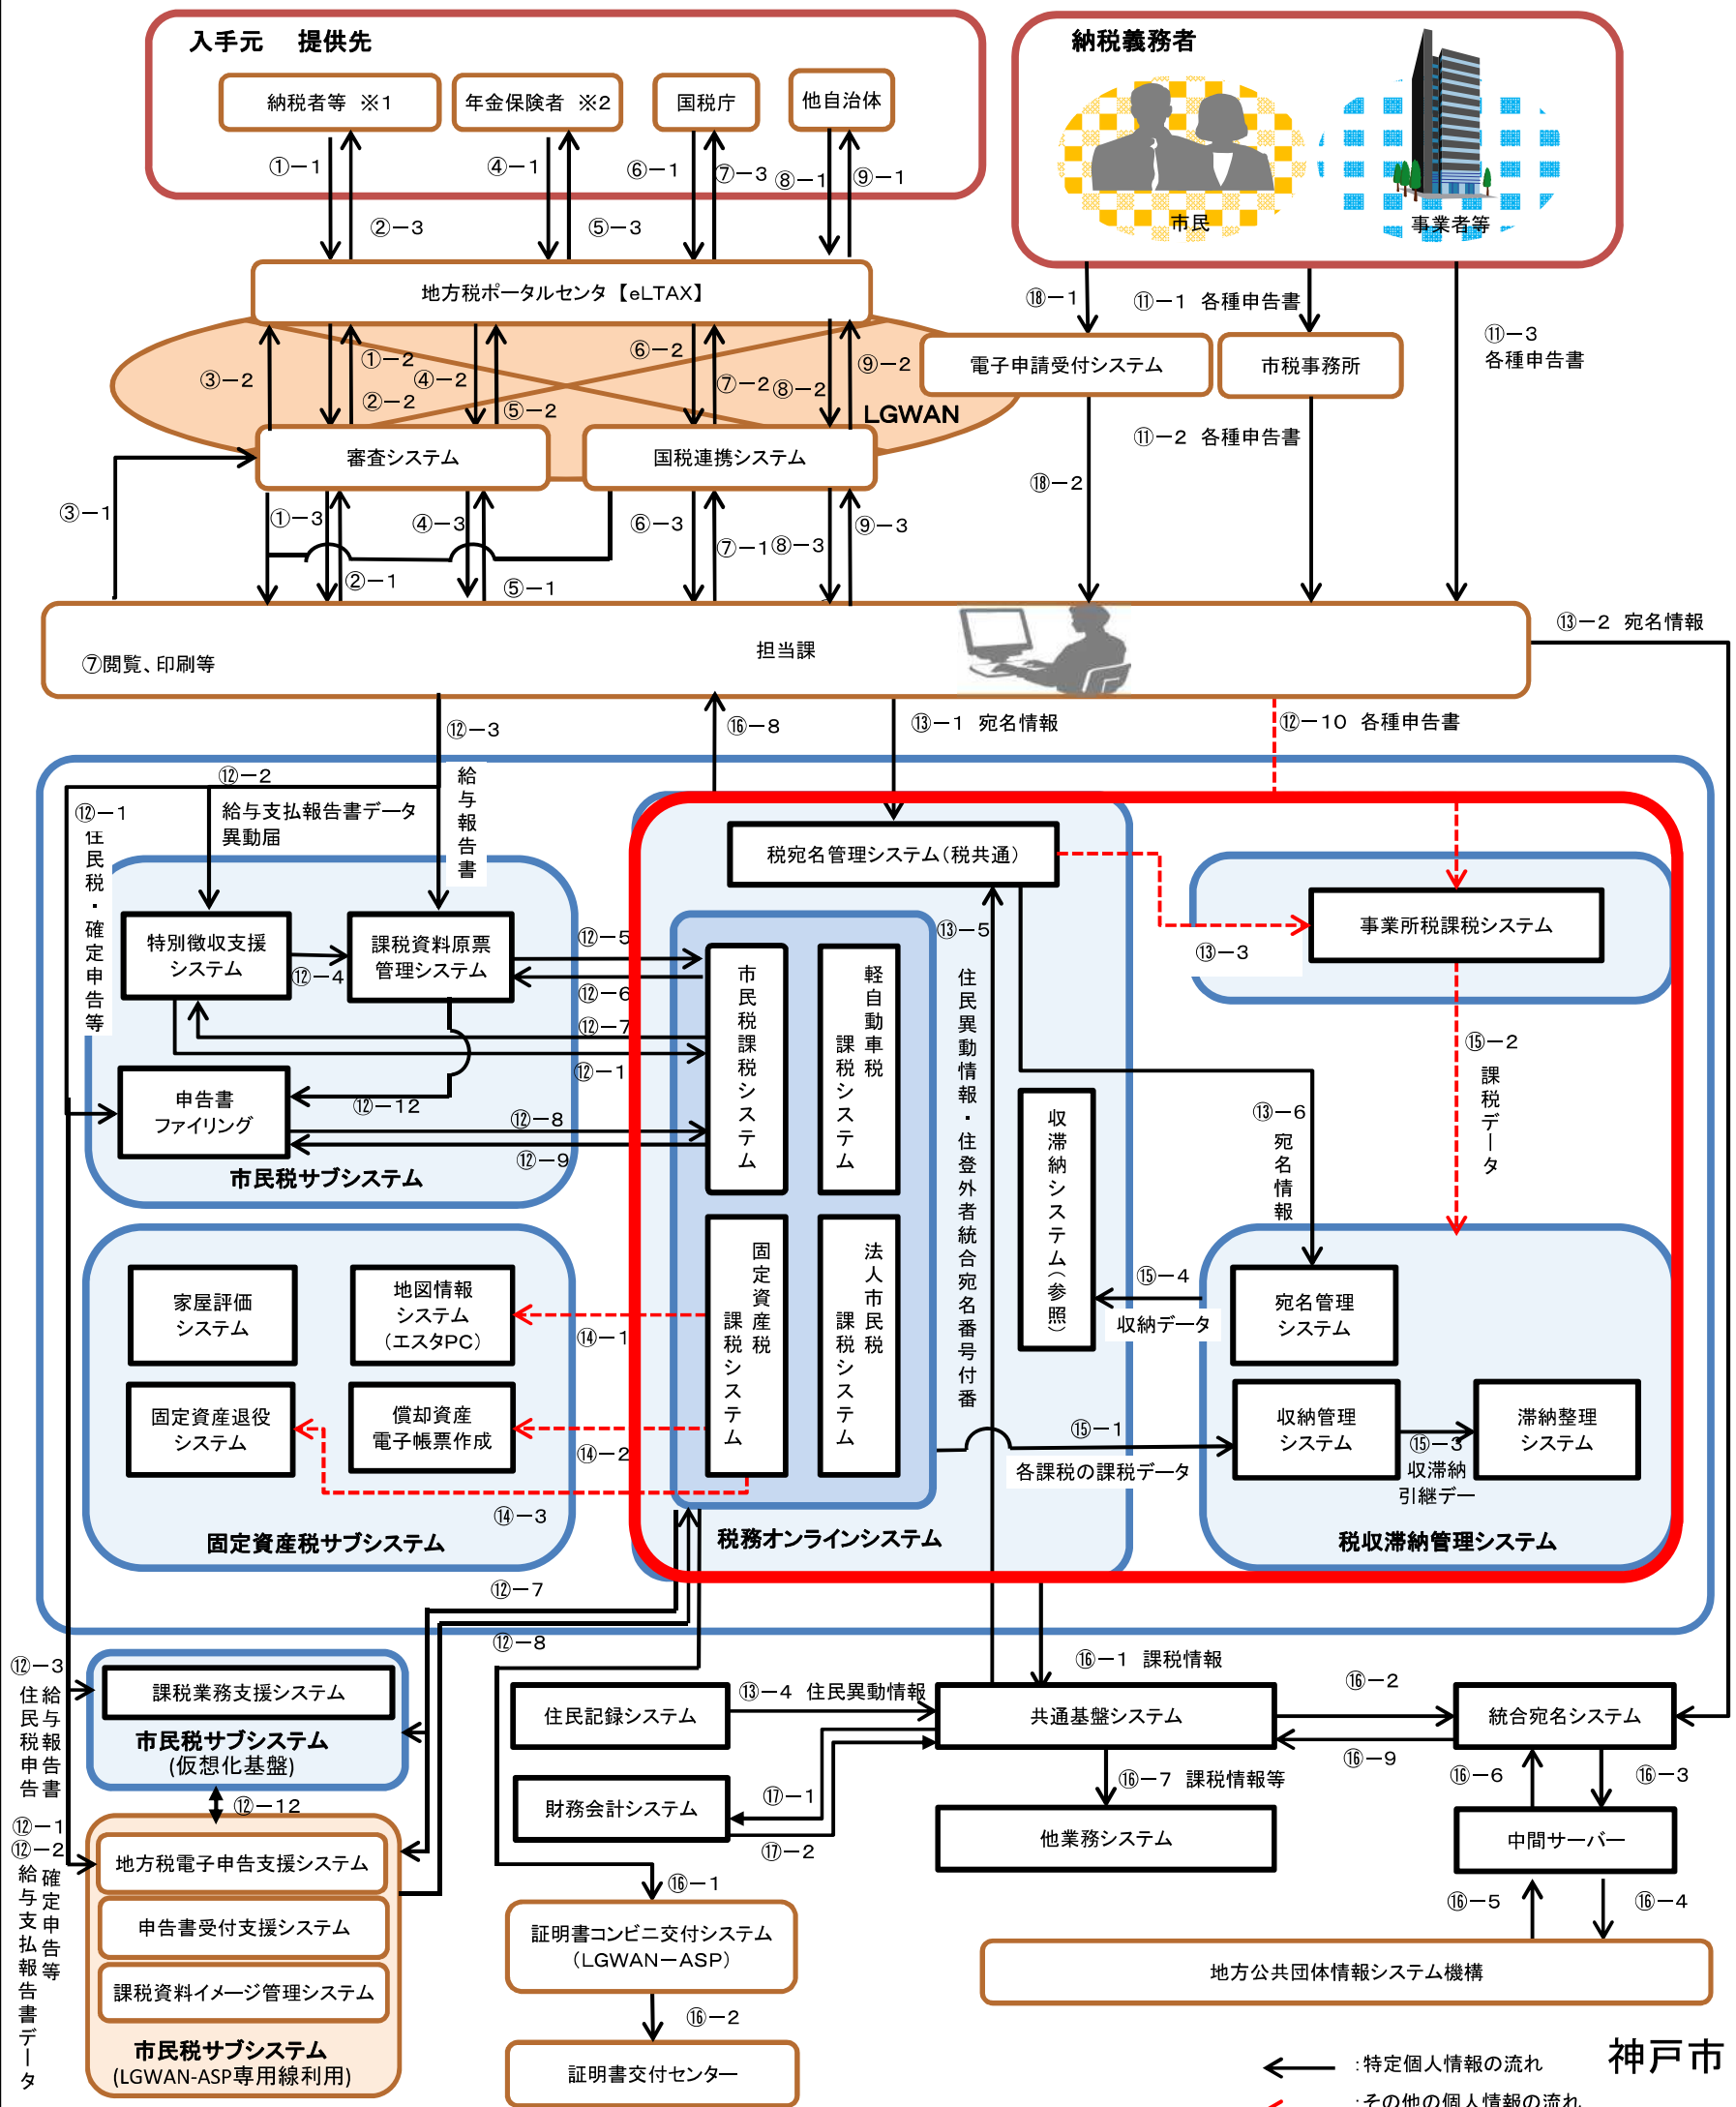 入手元　提供先
納税義務者
納税者等 ※1
年金保険者 ※2
国税庁
他自治体
①－1
④－1
⑥－1
⑦－3
⑧－1
⑨－1
②－3
⑤－3
市民
事業者等
地方税ポータルセンタ【eLTAX】
⑱－1
⑪－1 各種申告書
⑪－3
各種申告書
③－2
①－2
②－2
④－2
⑤－2
⑥－2
⑦－2
⑧－2
⑨－2
電子申請受付システム
市税事務所
LGWAN
⑪－2 各種申告書
審査システム
国税連携システム
⑱－2
③－1
①－3
②－1
④－3
⑤－1
⑥－3
⑦－1
⑧－3
⑨－3
担当課
⑦閲覧、印刷等
⑬－2 宛名情報
⑫－3
⑯－8
⑬－1 宛名情報
⑫－10 各種申告書
⑫－2
給与報告書
⑫－1
住民税・確定申告等
給与支払報告書データ
異動届
税宛名管理システム（税共通）
事業所税課税システム
⑬－3
特別徴収支援
システム
⑫－4
課税資料原票
管理システム
⑫－5
⑫－6
⑫－7
⑫－1
市民税課税システム
軽自動車税
課税システム
⑬－5
住民異動情報・住登外者統合宛名番号付番
⑮－2
課税データ
申告書
ファイリング
⑫－12
⑫－8
⑫－9
市民税サブシステム
収滞納システム（参照）
⑬－6
宛名情報
固定資産税
課税システム
法人市民税
課税システム
家屋評価
システム
地図情報
システム
（エスタPC）
⑭－1
⑮－4
収納データ
宛名管理
システム
固定資産退役
システム
償却資産
電子帳票作成
⑭－2
⑭－3
⑮－1
各課税の課税データ
収納管理
システム
⑮－3
収滞納
引継デー
滞納整理
システム
固定資産税サブシステム
税務オンラインシステム
税収滞納管理システム
⑫－7
⑫－8
⑫－3
給与報告書
住民税申告
課税業務支援システム
市民税サブシステム
(仮想化基盤)
⑯－1 課税情報
住民記録システム
⑬－4 住民異動情報
共通基盤システム
⑯－2
⑯－9
統合宛名システム
⑫－12
財務会計システム
⑰－1
⑰－2
⑯－7 課税情報等
他業務システム
⑯－6
⑯－3
中間サーバー
⑫－1
⑫－2
確定申告等
給与支払報告書データ
地方税電子申告支援システム
申告書受付支援システム
課税資料イメージ管理システム
市民税サブシステム
(LGWAN-ASP専用線利用)
⑯－1
証明書コンビニ交付システム
（LGWAN－ASP）
⑯－2
証明書交付センター
⑯－5
⑯－4
地方公共団体情報システム機構
：特定個人情報の流れ
神戸市
：その他の個人情報の流れ